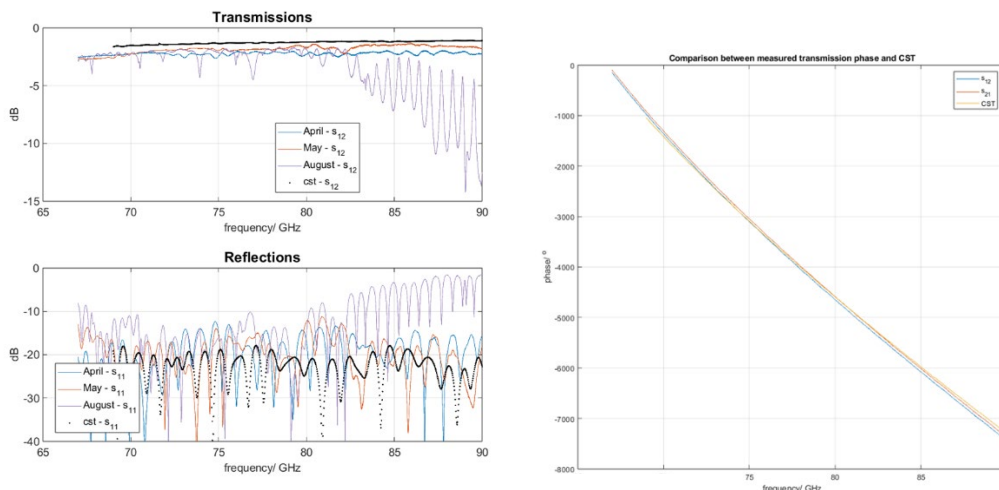 Transmissions
0
-5
-10
-15
dB
April - s12
May - s12
August - s12
cst - s12
65 70 75 80 85 90
frequency/ GHz
Reflections
0
-10
-20
-30
-40
dB
April - s11
May - s11
August - s11
cst - s11
65 70 75 80 85 90
frequency/ GHz
Comparison between measured transmission phase and CST
0
-1000
-2000
-3000
-4000
-5000
-6000
-7000
-8000
phase/ °
s12
s21
CST
75 80 85
frequency/ GHz